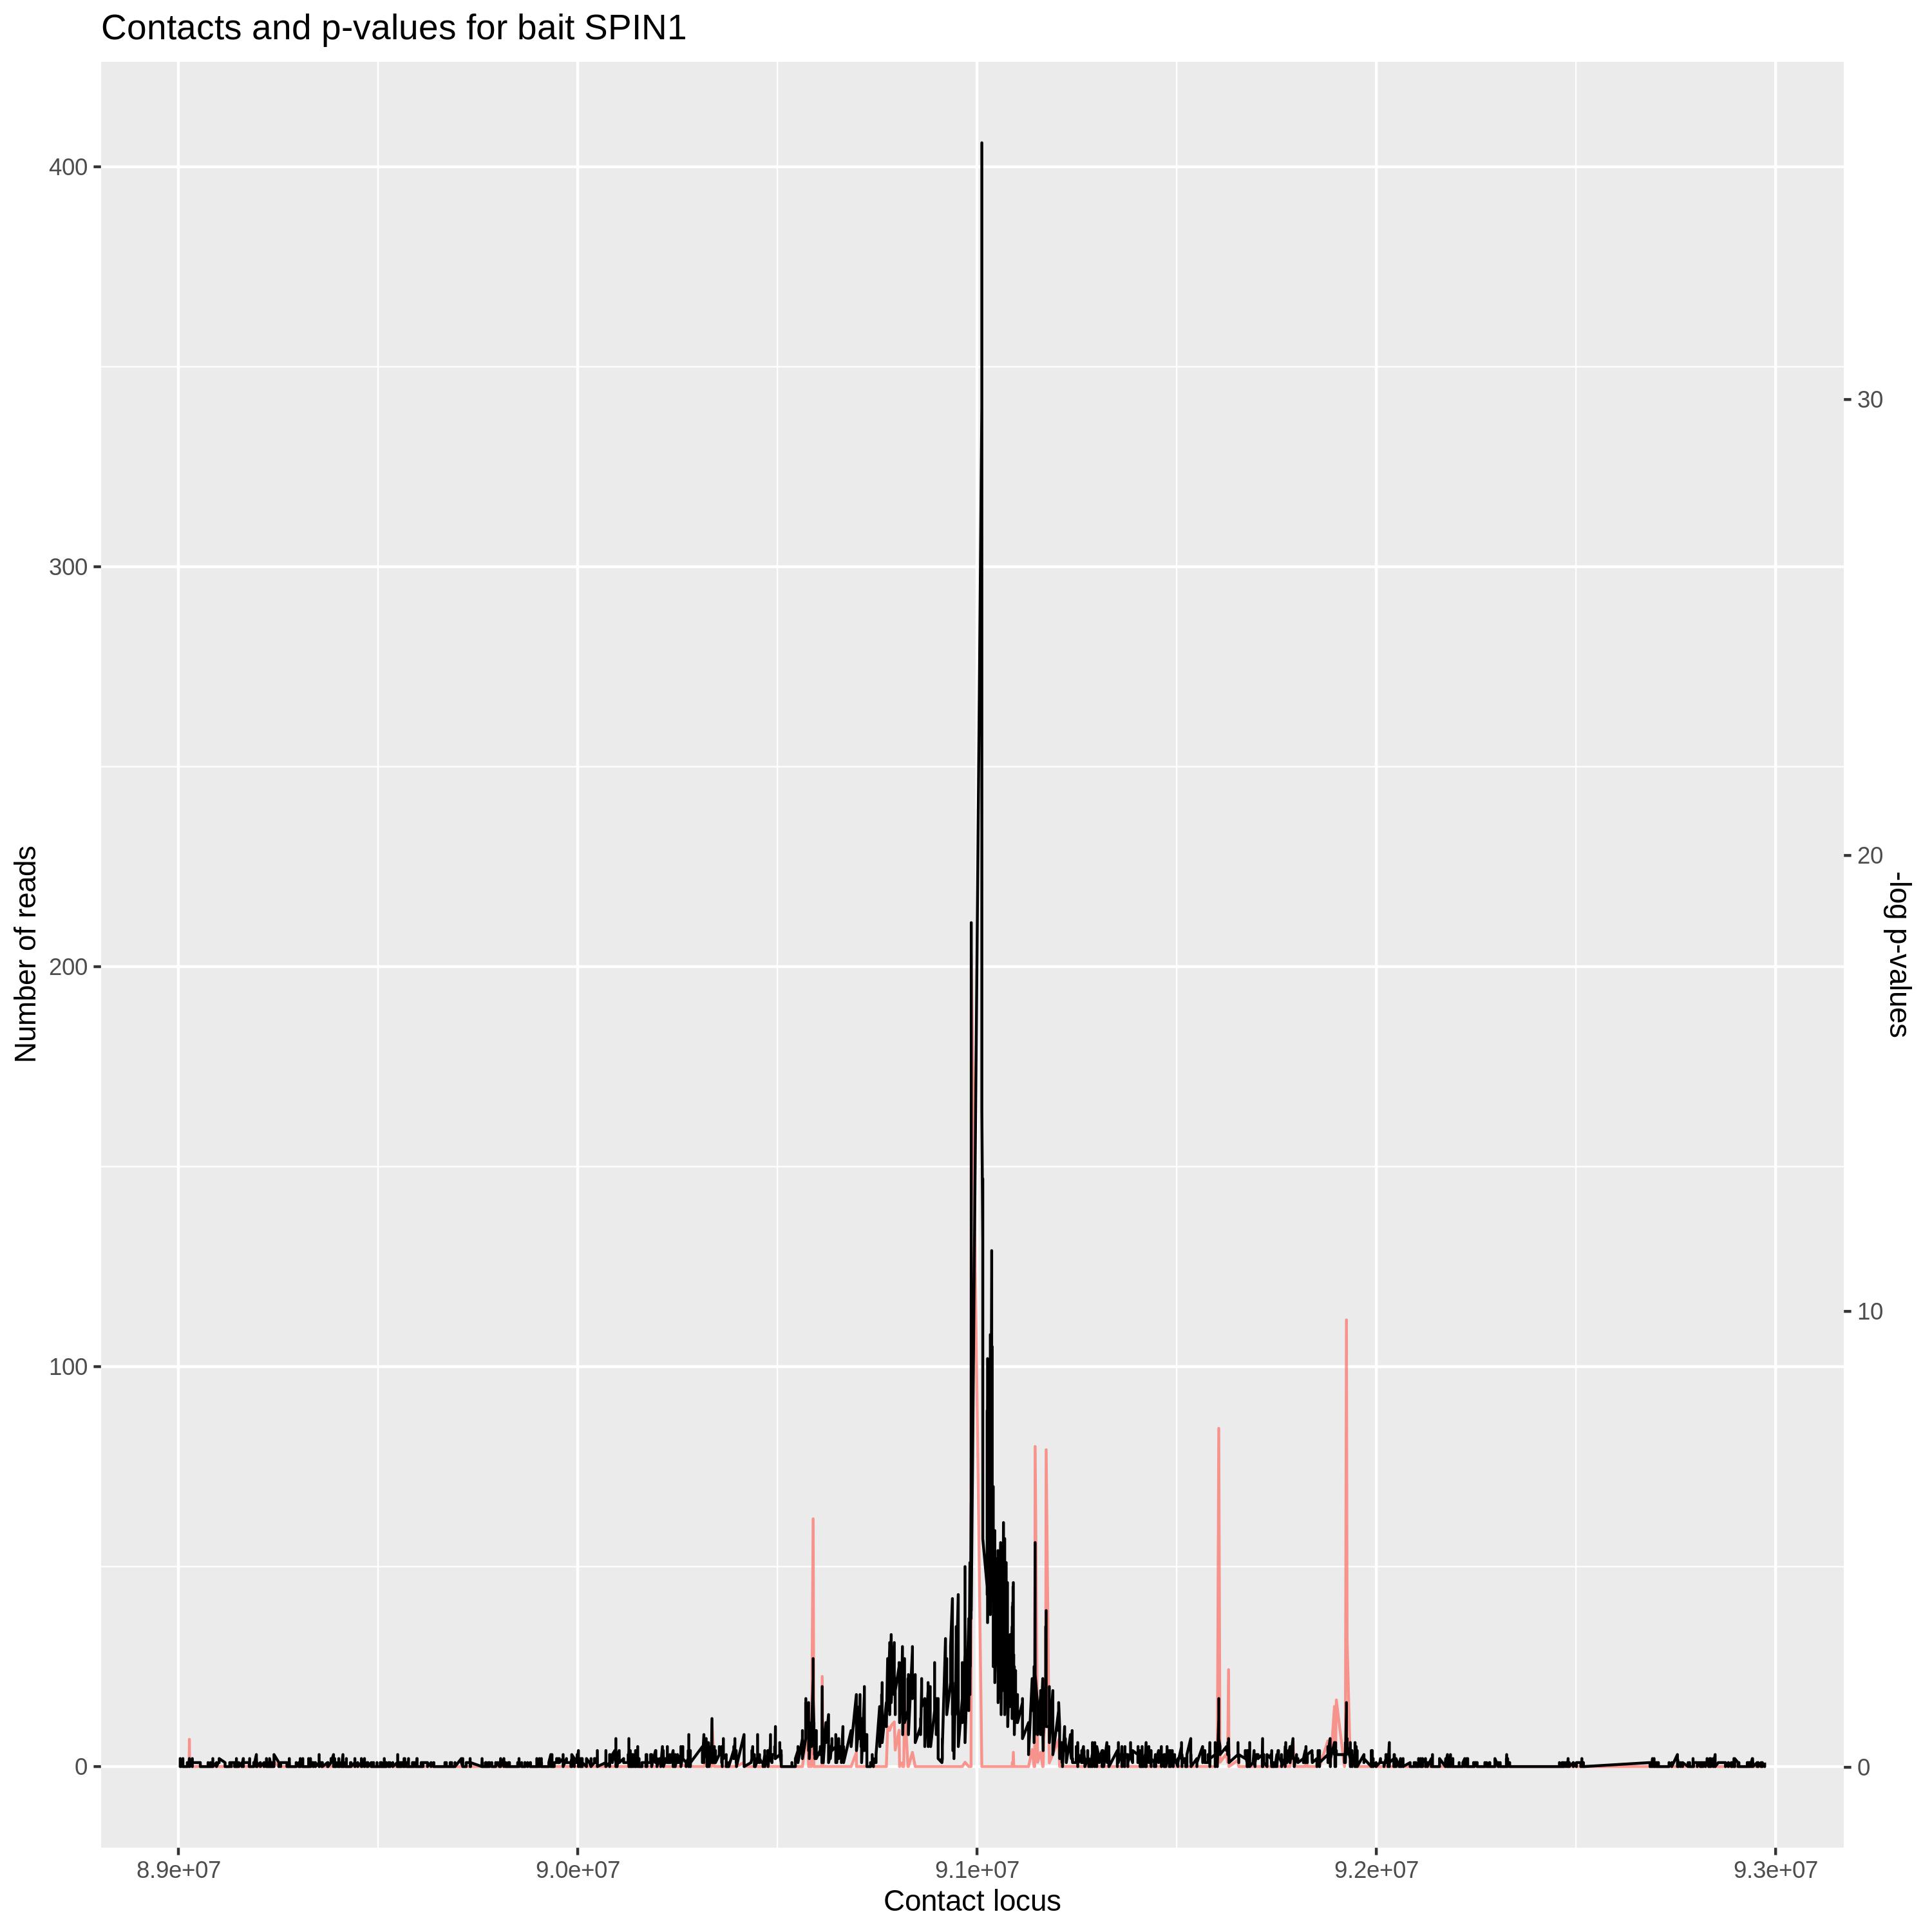 Contacts and p-values for bait SPIN1
400
300
200
100
0
30
20
10
0
Number of reads
-log p-values
8.9e+07 9.0e+07 9.1e+07 9.2e+07 9.3e+07
Contact locus